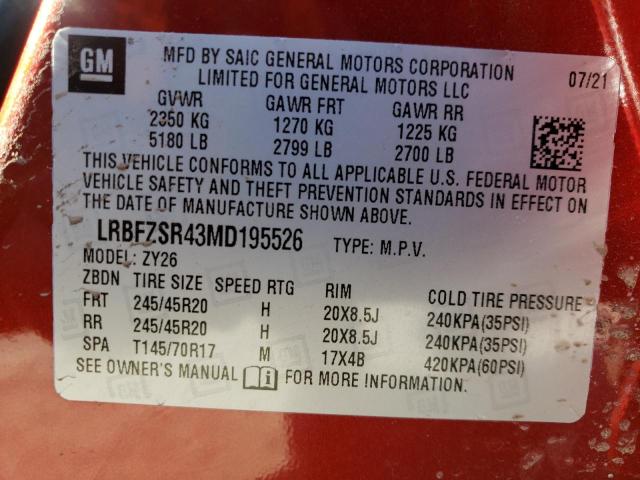 GM
MFD BY SAIC GENERAL MOTORS CORPORATION
LIMITED FOR GENERAL MOTORS LLC
07/21
GVWR GAWR FRT GAWR RR
2350 KG 1270 KG 1225 KG
5180 LB 2799 LB 2700 LB
THIS VEHICLE CONFORMS TO ALL APPLICABLE U.S. FEDERAL MOTOR
VEHICLE SAFETY AND THEFT PREVENTION STANDARDS IN EFFECT ON
THE DATE OF MANUFACTURE SHOWN ABOVE.
LRBFZSR43MD195526 TYPE: M.P.V.
MODEL: ZY26
ZBDN TIRE SIZE SPEED RTG RIM COLD TIRE PRESSURE
FRT 245/45R20 H 20X8.5J 240KPA(35PSI)
RR 245/45R20 H 20X8.5J 240KPA(35PSI)
SPA T145/70R17 M 17X4B 420KPA(60PSI)
SEE OWNER'S MANUAL FOR MORE INFORMATION.